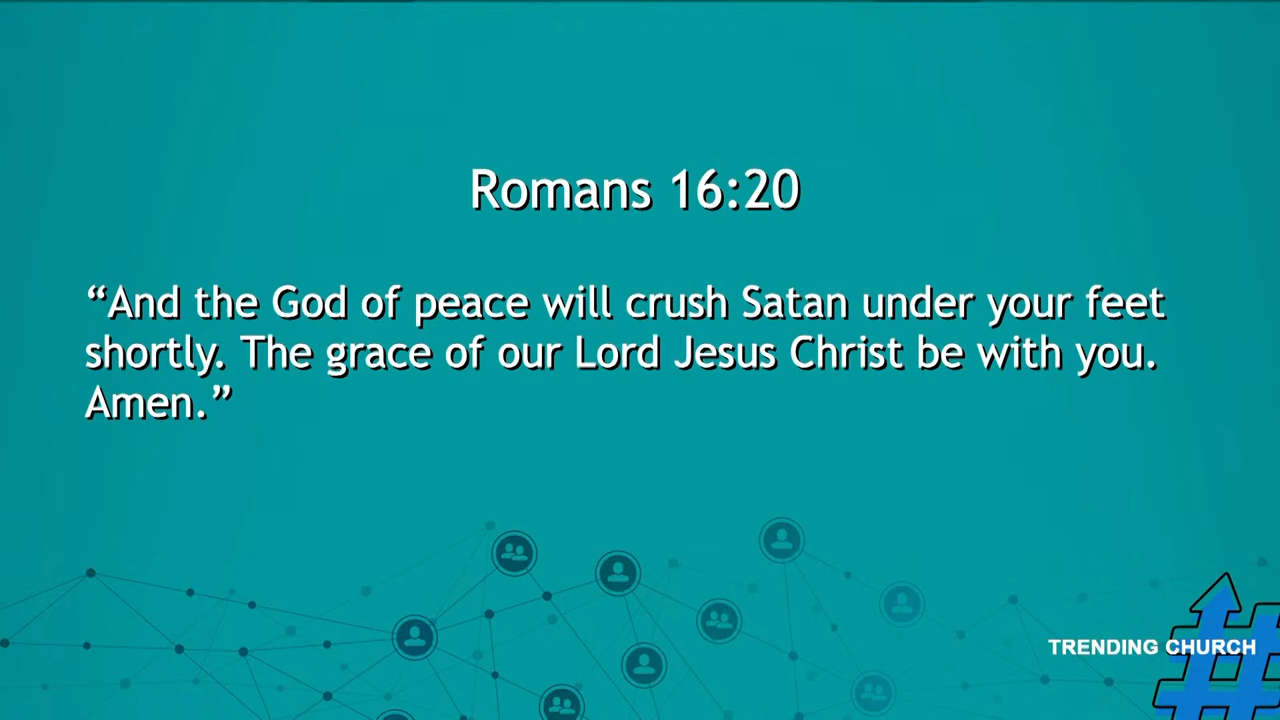 Romans 16:20
“And the God of peace will crush Satan under your feet
shortly. The grace of our Lord Jesus Christ be with you.
Amen.”
TRENDING CHURCH